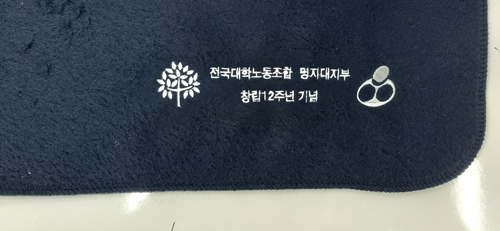 전국대학노동조합 명지대지부
창립12주년 기념